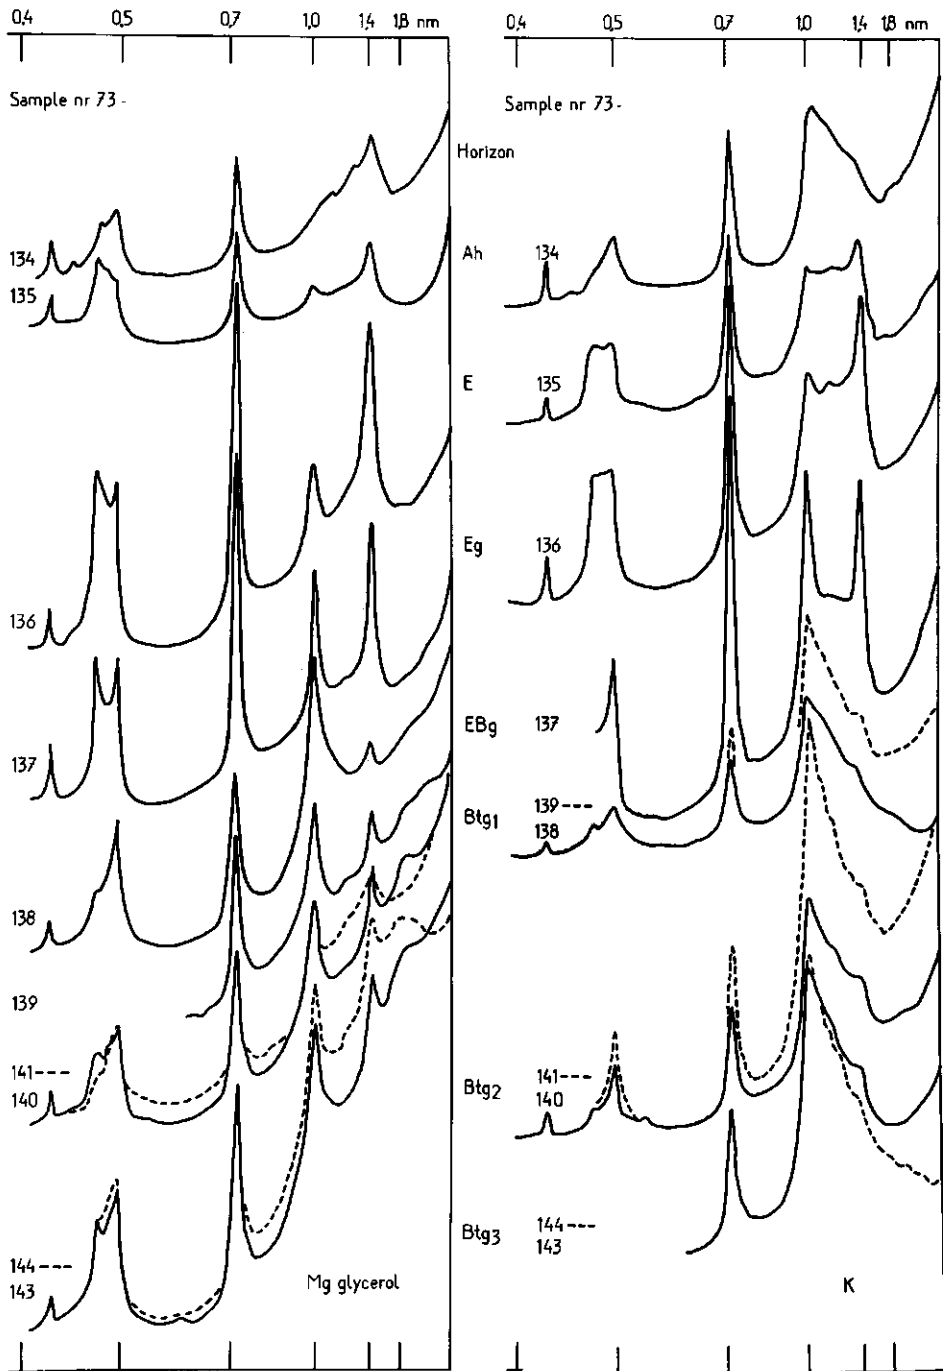 0,4 0,5 0,7 1,0 1,4 1,8 nm
0,4 0,5 0,7 1,0 1,4 1,8 nm
Sample nr 73 -
Sample nr 73 -
Horizon
134
135
Ah
134
E
135
136
Eg
136
137
EBg
137
138
Btg1
139 ---
138
139
141 ---
140
Btg2
141 ---
140
144 ---
143
Btg3
144 ---
143
Mg glycerol
K